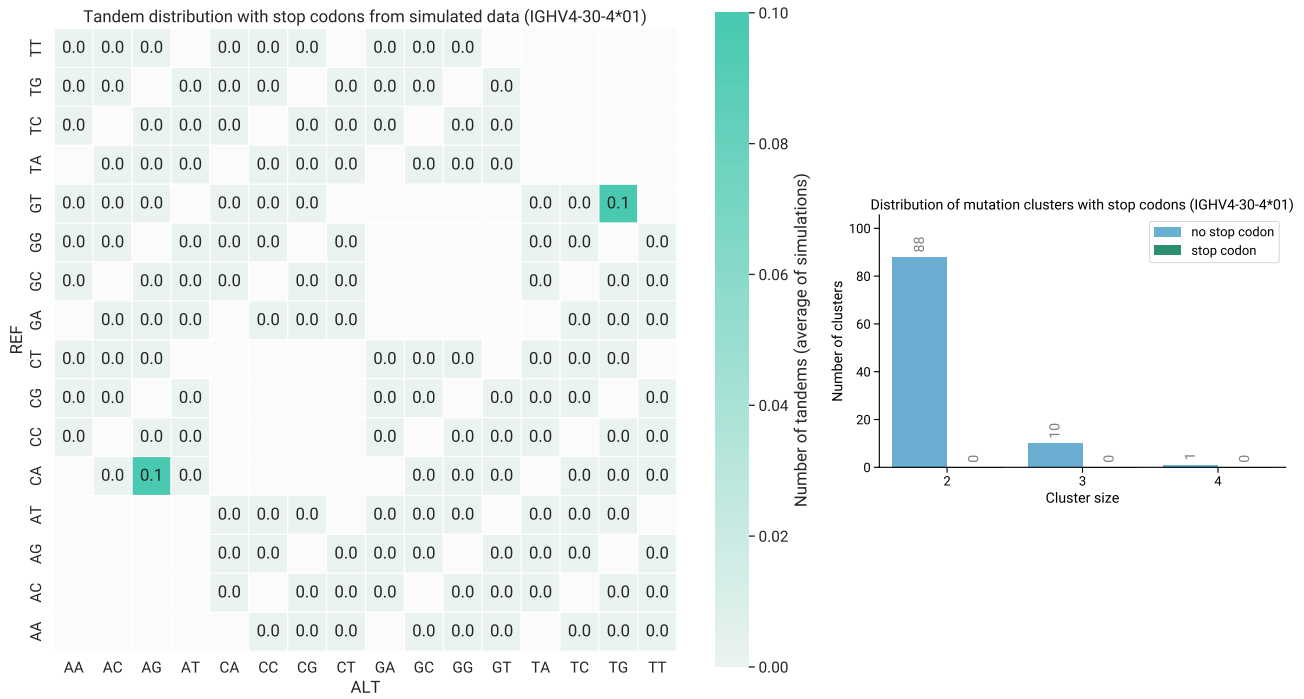 Tandem distribution with stop codons from simulated data (IGHV4-30-4*01)
TT 0.0 0.0 0.0 0.0 0.0 0.0 0.0 0.0 0.0
TG 0.0 0.0 0.0 0.0 0.0 0.0 0.0 0.0 0.0
TC 0.0 0.0 0.0 0.0 0.0 0.0 0.0 0.0 0.0
TA 0.0 0.0 0.0 0.0 0.0 0.0 0.0 0.0 0.0
GT 0.0 0.0 0.0 0.0 0.0 0.0 0.0 0.0 0.1
GG 0.0 0.0 0.0 0.0 0.0 0.0 0.0 0.0 0.0
GC 0.0 0.0 0.0 0.0 0.0 0.0 0.0 0.0 0.0
GA 0.0 0.0 0.0 0.0 0.0 0.0 0.0 0.0 0.0
CT 0.0 0.0 0.0 0.0 0.0 0.0 0.0 0.0 0.0
CG 0.0 0.0 0.0 0.0 0.0 0.0 0.0 0.0 0.0
CC 0.0 0.0 0.0 0.0 0.0 0.0 0.0 0.0 0.0
CA 0.0 0.1 0.0 0.0 0.0 0.0 0.0 0.0 0.0
AT 0.0 0.0 0.0 0.0 0.0 0.0 0.0 0.0 0.0
AG 0.0 0.0 0.0 0.0 0.0 0.0 0.0 0.0 0.0
AC 0.0 0.0 0.0 0.0 0.0 0.0 0.0 0.0 0.0
AA 0.0 0.0 0.0 0.0 0.0 0.0 0.0 0.0 0.0
AA AC AG AT CA CC CG CT GA GC GG GT TA TC TG TT
ALT
REF
0.10
0.08
0.06
0.04
0.02
0.00
Number of tandems (average of simulations)
Distribution of mutation clusters with stop codons (IGHV4-30-4*01)
no stop codon
stop codon
100
80
60
40
20
0
Number of clusters
88 0 10 0 1 0
2 3 4
Cluster size